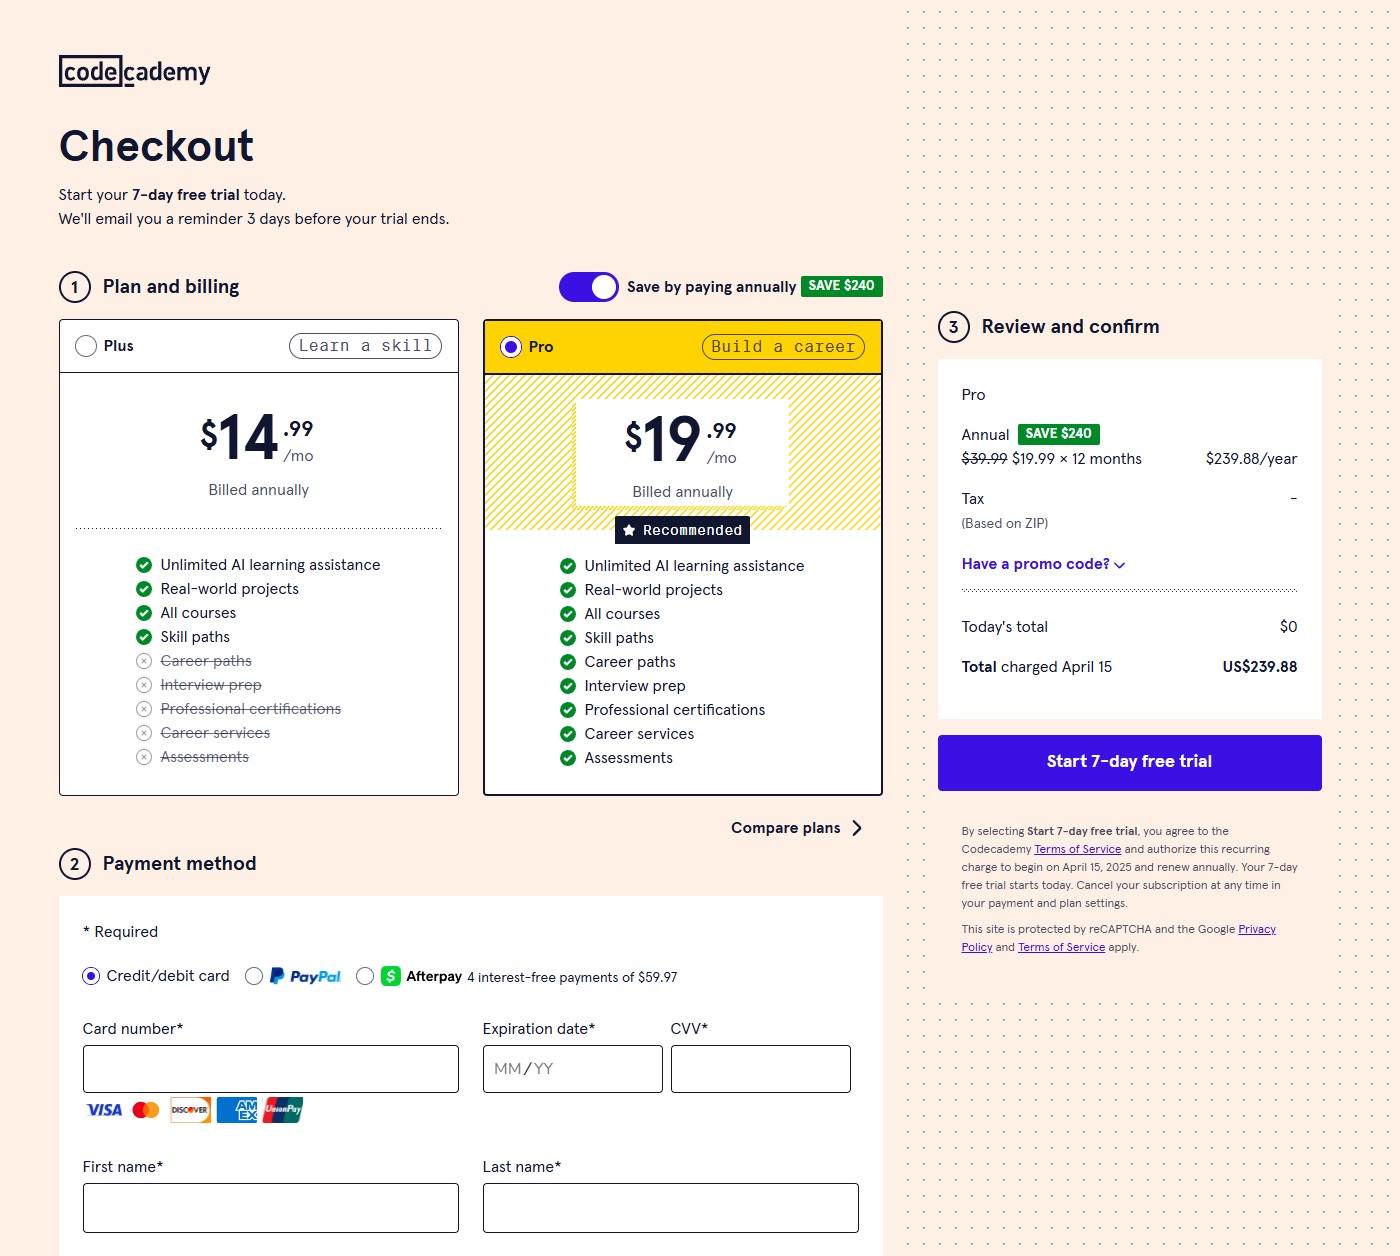 codecademy
Checkout
Start your 7-day free trial today.
We'll email you a reminder 3 days before your trial ends.
1 Plan and billing
Save by paying annually SAVE $240
Plus Learn a skill
$14.99 /mo
Billed annually
Unlimited AI learning assistance
Real-world projects
All courses
Skill paths
Career paths
Interview prep
Professional certifications
Career services
Assessments
Pro Build a career
$19.99 /mo
Billed annually
Recommended
Unlimited AI learning assistance
Real-world projects
All courses
Skill paths
Career paths
Interview prep
Professional certifications
Career services
Assessments
Compare plans
2 Payment method
* Required
Credit/debit card PayPal Afterpay 4 interest-free payments of $59.97
Card number* Expiration date* CVV*
MM/YY
VISA DISCOVER AMEX UnionPay
First name* Last name*
3 Review and confirm
Pro
Annual SAVE $240
$39.99 $19.99 × 12 months $239.88/year
Tax -
(Based on ZIP)
Have a promo code?
Today's total $0
Total charged April 15 US$239.88
Start 7-day free trial
By selecting Start 7-day free trial, you agree to the
Codecademy Terms of Service and authorize this recurring
charge to begin on April 15, 2025 and renew annually. Your 7-day
free trial starts today. Cancel your subscription at any time in
your payment and plan settings.
This site is protected by reCAPTCHA and the Google Privacy
Policy and Terms of Service apply.